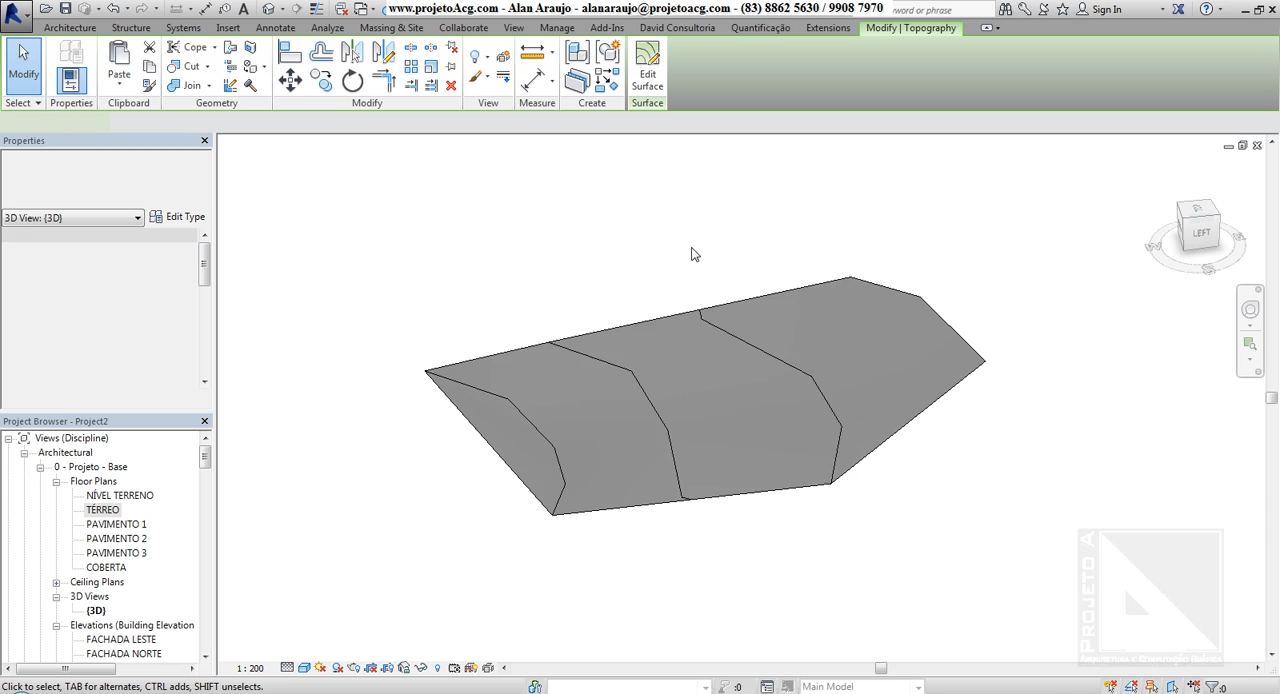 www.projetoAcg.com - Alan Araujo - alanaraujo@projetoacg.com - (83) 8862 5630 / 9908 7970
word or phrase
Sign In
Architecture Structure Systems Insert Annotate Analyze Massing & Site Collaborate View Manage Add-Ins David Consultoria Quantificação Extensions Modify | Topography
Modify
Paste
Cope
Cut
Join
Edit
Surface
Select Properties Clipboard Geometry Modify View Measure Create Surface
Properties
3D View: {3D}
Edit Type
LEFT
Project Browser - Project2
Views (Discipline)
Architectural
0 - Projeto - Base
Floor Plans
NÍVEL TERRENO
TÉRREO
PAVIMENTO 1
PAVIMENTO 2
PAVIMENTO 3
COBERTA
Ceiling Plans
3D Views
{3D}
Elevations (Building Elevation
FACHADA LESTE
FACHADA NORTE
PROJETO A
1 : 200
Click to select, TAB for alternates, CTRL adds, SHIFT unselects.
:0
Main Model
:0